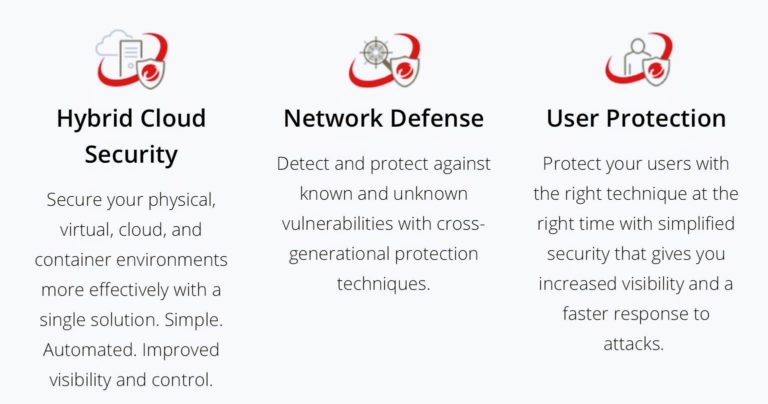 Hybrid Cloud
Security
Secure your physical,
virtual, cloud, and
container environments
more effectively with a
single solution. Simple.
Automated. Improved
visibility and control.
Network Defense
Detect and protect against
known and unknown
vulnerabilities with cross-
generational protection
techniques.
User Protection
Protect your users with
the right technique at the
right time with simplified
security that gives you
increased visibility and a
faster response to
attacks.